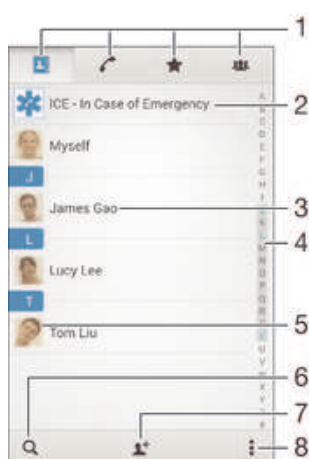 1
ICE - In Case of Emergency
2
Myself
J
James Gao
3
4
L
Lucy Lee
T
Tom Liu
5
6
7
8